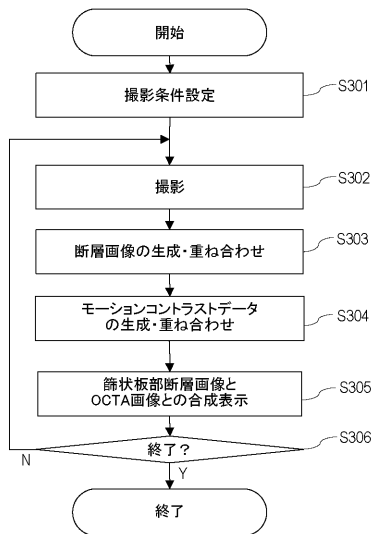 開始
撮影条件設定
S301
撮影
S302
断層画像の生成・重ね合わせ
S303
モーションコントラストデータ
の生成・重ね合わせ
S304
篩状板部断層画像と
OCTA画像との合成表示
S305
終了?
S306
N
Y
終了